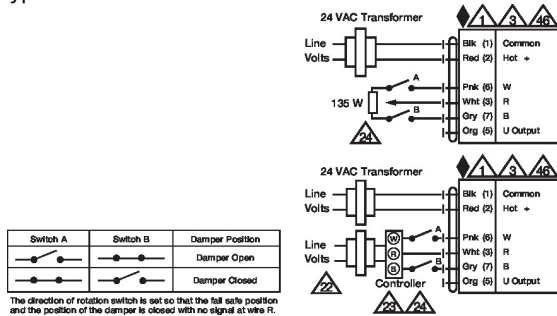 yp
24 VAC Transformer
1 3 46
Line
Volts
Blk (1) Common
Red (2) Hot +
A
Pnk (6) W
135 W
Wht (3) R
B
Gry (7) B
Org (5) U Output
24
24 VAC Transformer
1 3 46
Line
Volts
Blk (1) Common
Red (2) Hot +
A
Pnk (6) W
W
Line
Volts
R
Wht (3) R
B
B
Gry (7) B
Org (5) U Output
22
Controller
23 24
Switch A Switch B Damper Position
Damper Open
Damper Closed
The direction of rotation switch is set so that the fail safe position
and the position of the damper is closed with no signal at wire R.